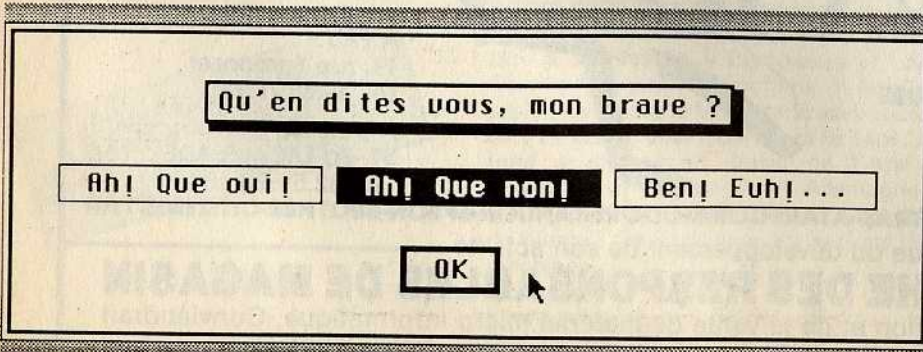 Qu'en dites vous, mon brave ?
Ah! Que oui! Ah! Que non! Ben! Euh!...
OK